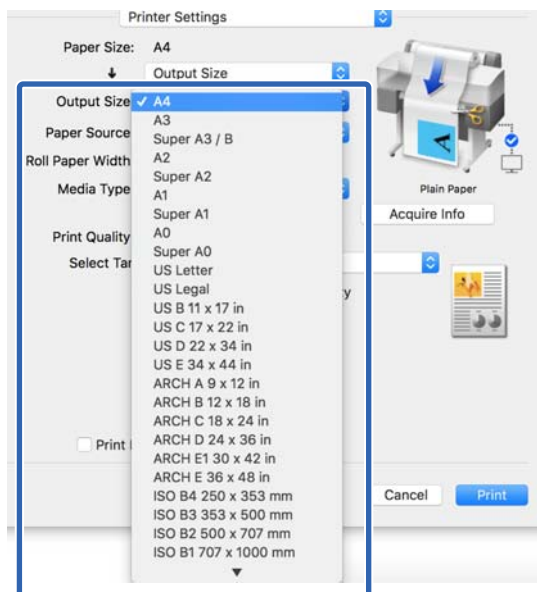 Printer Settings
Paper Size: A4
Output Size
Output Size ✓ A4
Paper Source
Roll Paper Width
Media Type
Plain Paper
Acquire Info
Print Quality
Select Tar
y
Print
A3
Super A3 / B
A2
Super A2
A1
Super A1
A0
Super A0
US Letter
US Legal
US B 11 x 17 in
US C 17 x 22 in
US D 22 x 34 in
US E 34 x 44 in
ARCH A 9 x 12 in
ARCH B 12 x 18 in
ARCH C 18 x 24 in
ARCH D 24 x 36 in
ARCH E1 30 x 42 in
ARCH E 36 x 48 in
ISO B4 250 x 353 mm
ISO B3 353 x 500 mm
ISO B2 500 x 707 mm
ISO B1 707 x 1000 mm
Cancel
Print